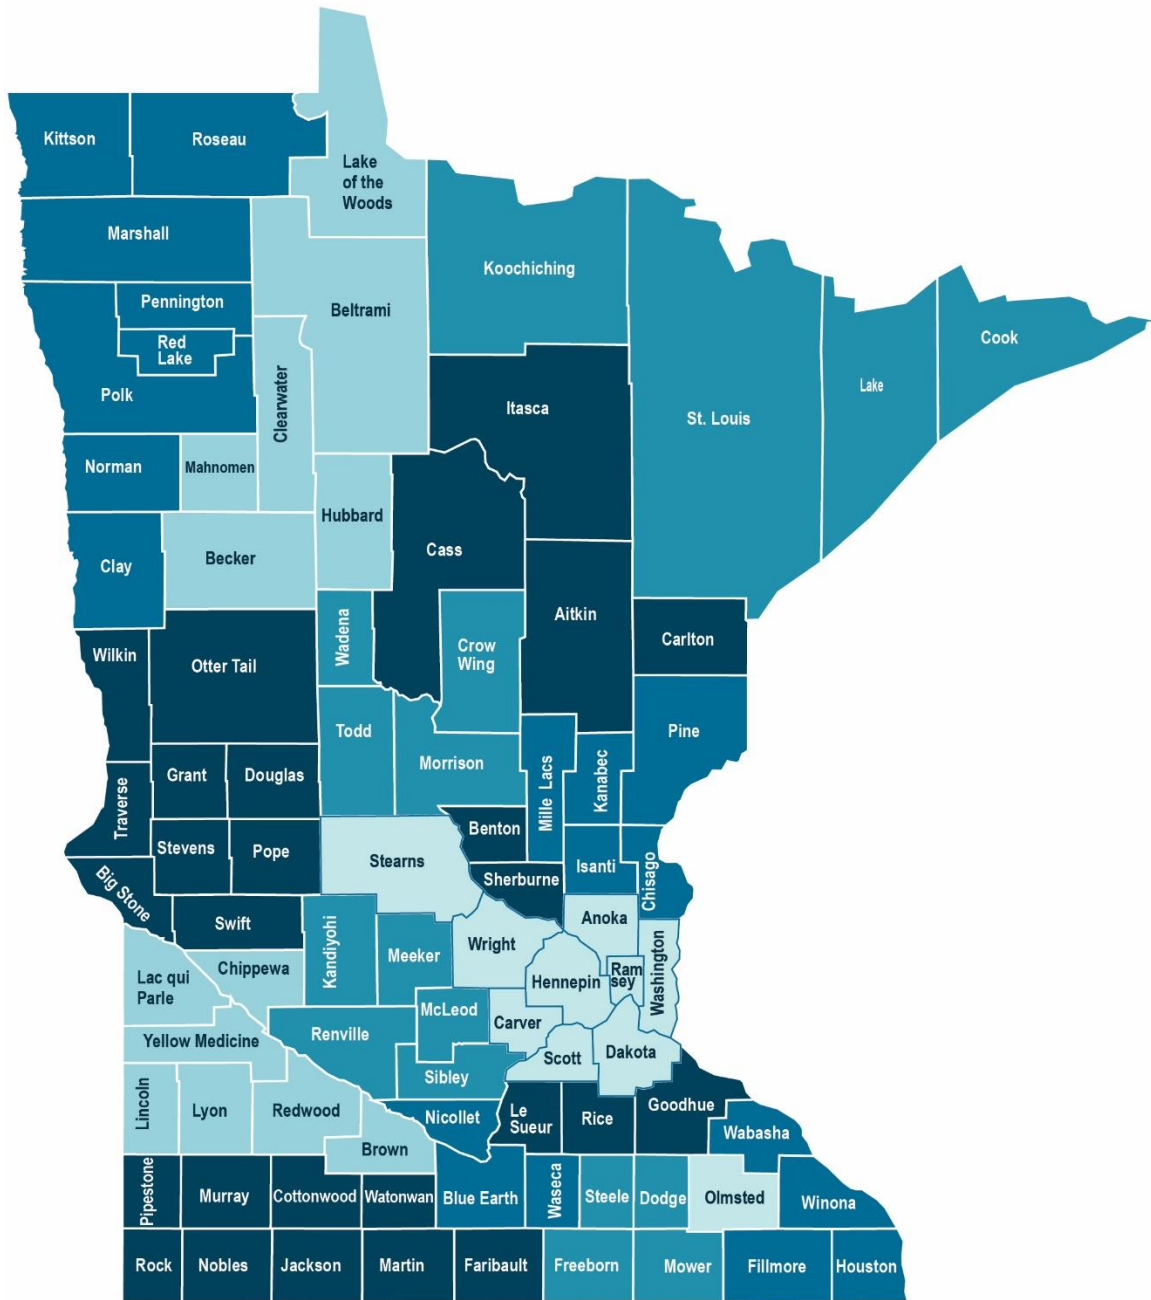 Kittson
Roseau
Lake
of the
Woods
Marshall
Koochiching
Pennington
Beltrami
Red
Lake
Cook
Polk
Clearwater
Itasca
St. Louis
Lake
Norman
Mahnomen
Hubbard
Clay
Becker
Cass
Aitkin
Wadena
Crow
Wing
Carlton
Wilkin
Otter Tail
Todd
Morrison
Pine
Mille Lacs
Kanabec
Traverse
Grant
Douglas
Benton
Stevens
Pope
Stearns
Sherburne
Isanti
Chisago
Big Stone
Swift
Kandiyohi
Meeker
Wright
Anoka
Hennepin
Ram
sey
Washington
Lac qui
Parle
Chippewa
McLeod
Carver
Yellow Medicine
Renville
Scott
Dakota
Sibley
Lincoln
Lyon
Redwood
Nicollet
Le
Sueur
Rice
Goodhue
Wabasha
Brown
Pipestone
Murray
Cottonwood
Watonwan
Blue Earth
Waseca
Steele
Dodge
Olmsted
Winona
Rock
Nobles
Jackson
Martin
Faribault
Freeborn
Mower
Fillmore
Houston